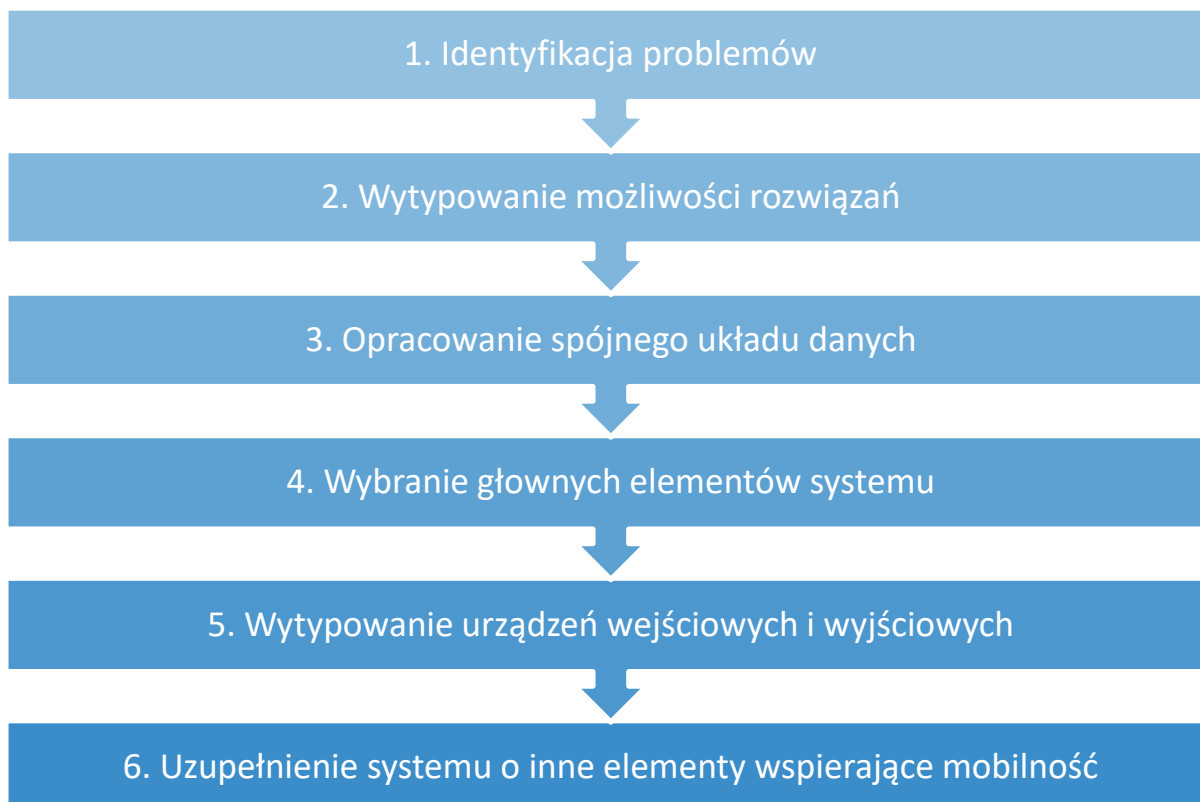 1. Identyfikacja problemów
2. Wytypowanie możliwości rozwiązań
3. Opracowanie spójnego układu danych
4. Wybranie głownych elementów systemu
5. Wytypowanie urządzeń wejściowych i wyjściowych
6. Uzupełnienie systemu o inne elementy wspierające mobilność